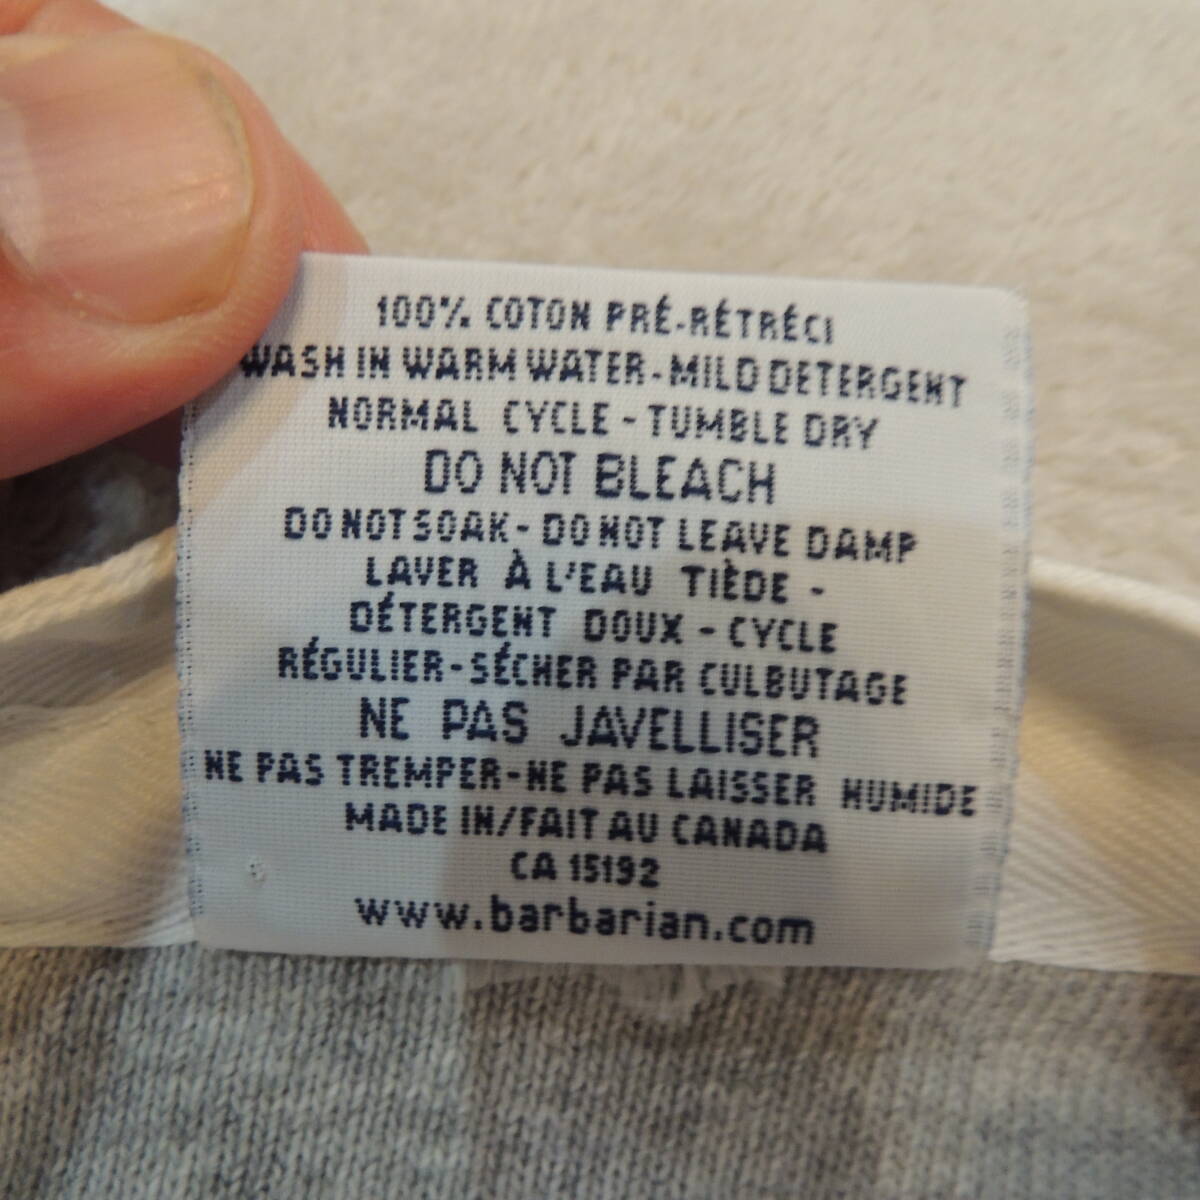 100% COTON PRÉ-RÉTRÉCI
WASH IN WARM WATER-MILD DETERGENT
NORMAL CYCLE - TUMBLE DRY
DO NOT BLEACH
DO NOT SOAK - DO NOT LEAVE DAMP
LAVER À L'EAU TIÈDE -
DÉTERGENT DOUX - CYCLE
RÉGULIER-SÉCHER PAR CULBUTAGE
NE PAS JAVELLISER
NE PAS TREMPER-NE PAS LAISSER HUMIDE
MADE IN/FAIT AU CANADA
CA 15192
www.barbarian.com